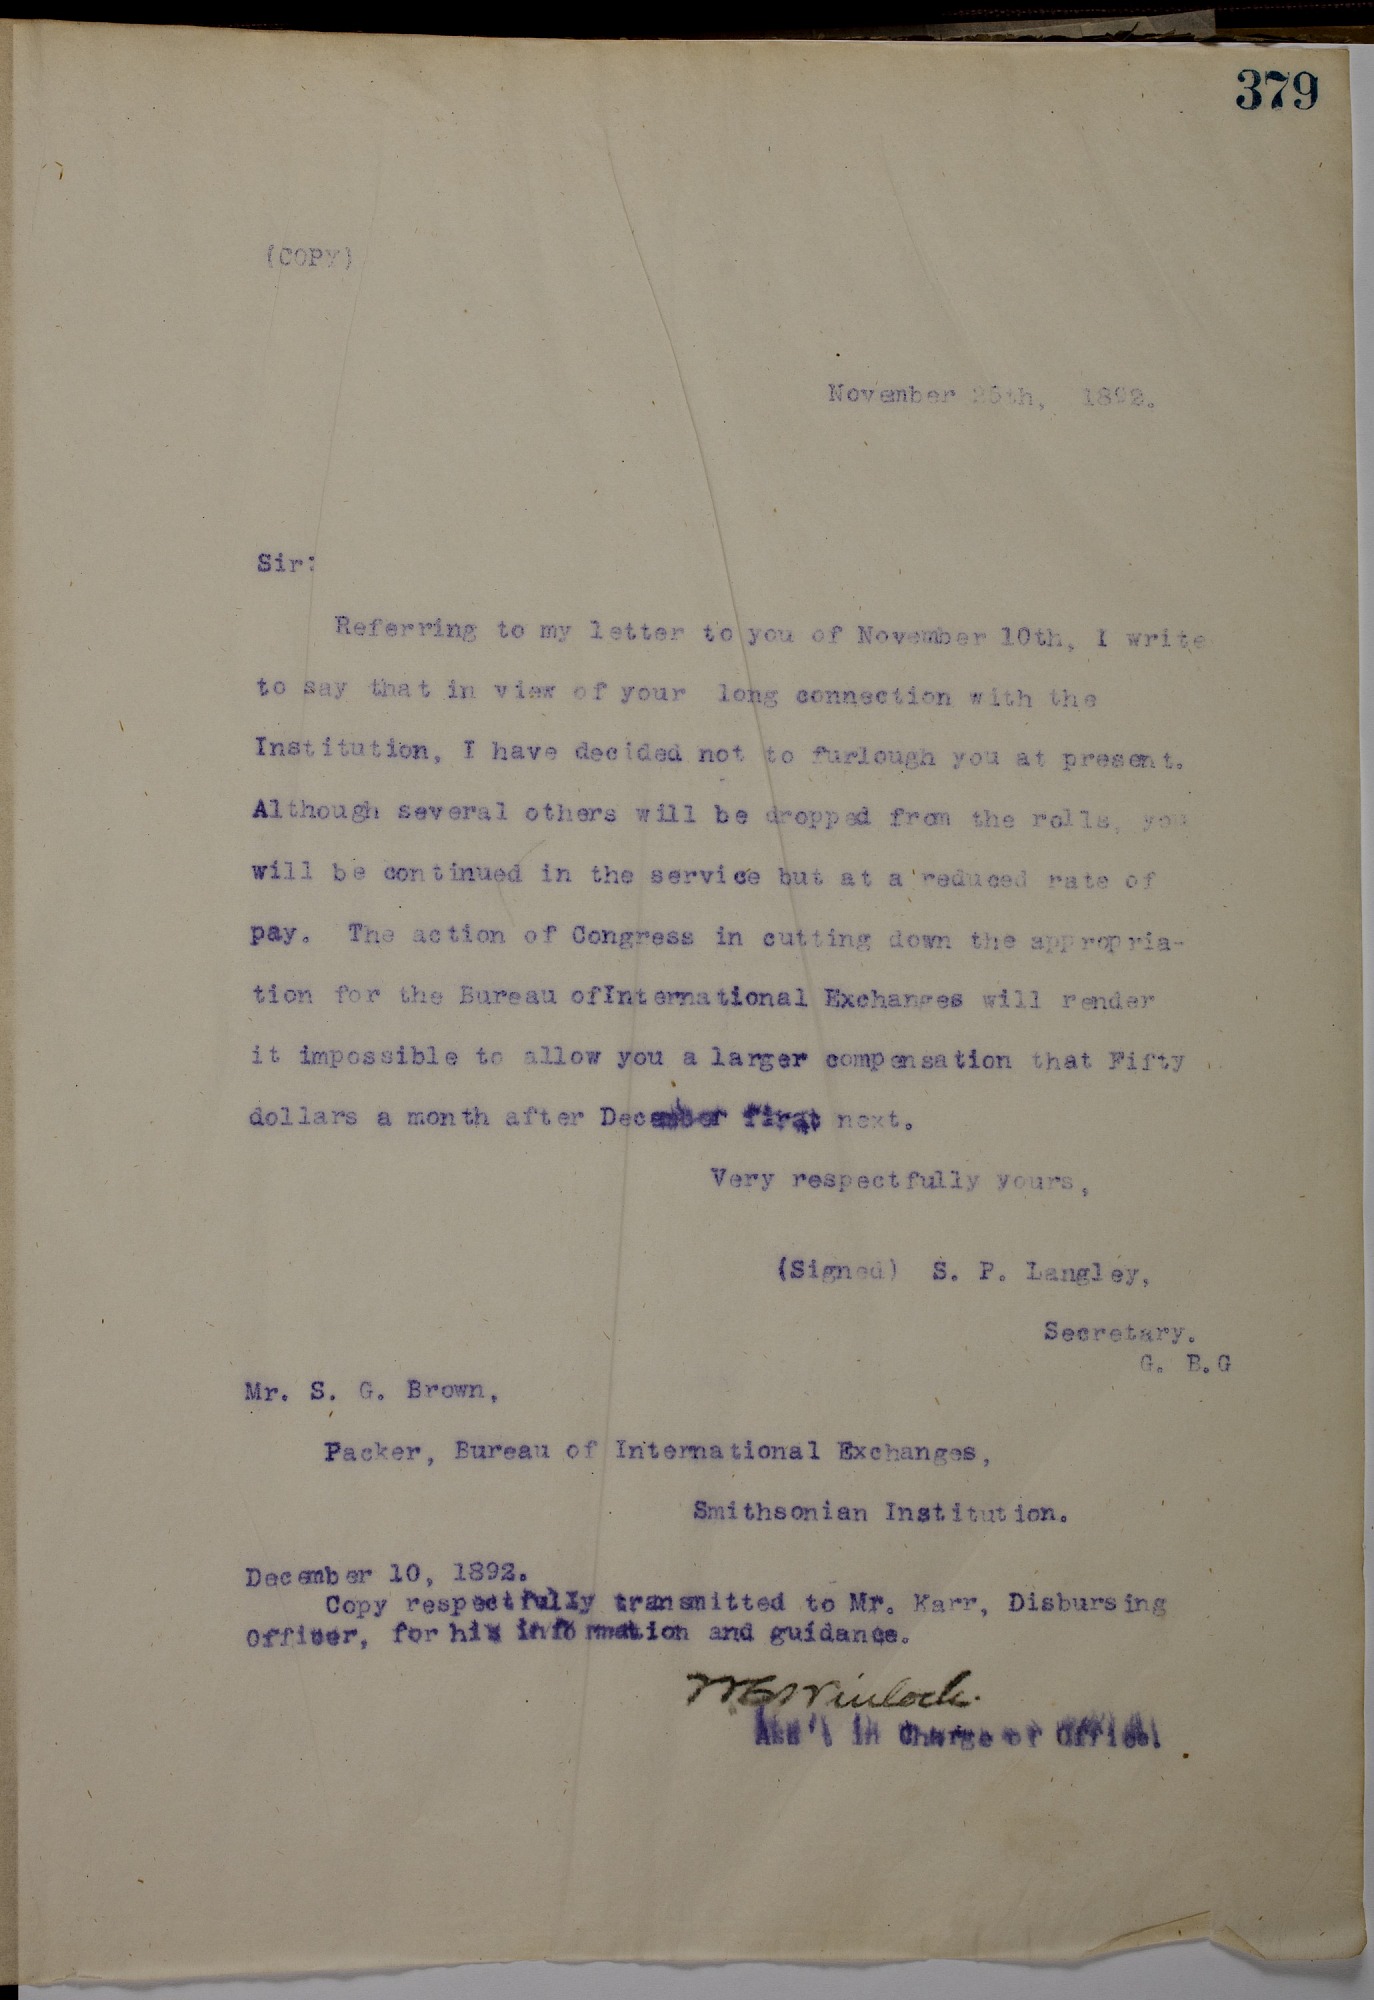 379
(COPY)
November 25th, 1892.
Sir:
Referring to my letter to you of November 10th, I write
to say that in view of your long connection with the
Institution, I have decided not to furlough you at present.
Although several others will be dropped from the rolls, you
will be continued in the service but at a reduced rate of
pay. The action of Congress in cutting down the appropria-
tion for the Bureau ofInternational Exchanges will render
it impossible to allow you a larger compensation that Fifty
dollars a month after December first next.
Very respectfully yours,
(Signed) S. P. Langley,
Secretary.
G. B.G
Mr. S. G. Brown,
Packer, Bureau of International Exchanges,
Smithsonian Institution.
December 10, 1892.
Copy respectfully transmitted to Mr. Karr, Disbursing
Officer, for his information and guidance.
W C Winlock.
Ass't in Charge of Office.